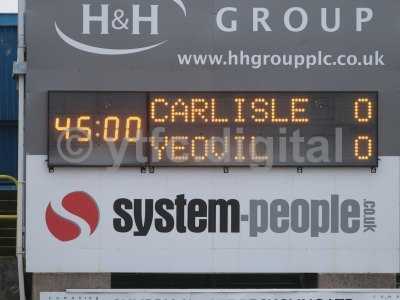 H&H GROUP
www.hhgroupplc.co.uk
45:00 CARLISLE 0
YEOVIL 0
©ytfcdigital
system-people.co.uk